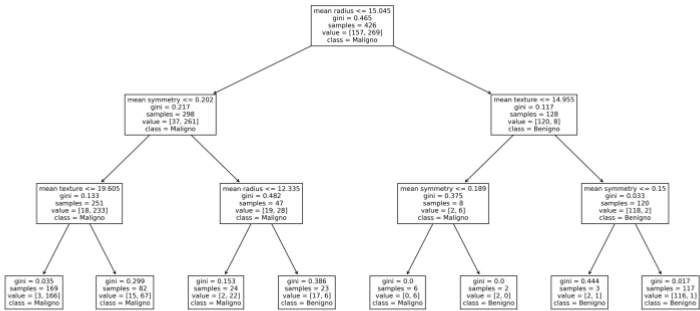 mean radius <= 15.045
gini = 0.465
samples = 426
value = [157, 269]
class = Maligno
mean symmetry <= 0.202
gini = 0.217
samples = 298
value = [37, 261]
class = Maligno
mean texture <= 14.955
gini = 0.117
samples = 128
value = [120, 8]
class = Benigno
mean texture <= 19.605
gini = 0.133
samples = 251
value = [18, 233]
class = Maligno
mean radius <= 12.335
gini = 0.482
samples = 47
value = [19, 28]
class = Maligno
mean symmetry <= 0.189
gini = 0.375
samples = 8
value = [2, 6]
class = Maligno
mean symmetry <= 0.15
gini = 0.033
samples = 120
value = [118, 2]
class = Benigno
gini = 0.035
samples = 169
value = [3, 166]
class = Maligno
gini = 0.299
samples = 82
value = [15, 67]
class = Maligno
gini = 0.153
samples = 24
value = [2, 22]
class = Maligno
gini = 0.386
samples = 23
value = [17, 6]
class = Benigno
gini = 0.0
samples = 6
value = [0, 6]
class = Maligno
gini = 0.0
samples = 2
value = [2, 0]
class = Benigno
gini = 0.444
samples = 3
value = [2, 1]
class = Benigno
gini = 0.017
samples = 117
value = [116, 1]
class = Benigno